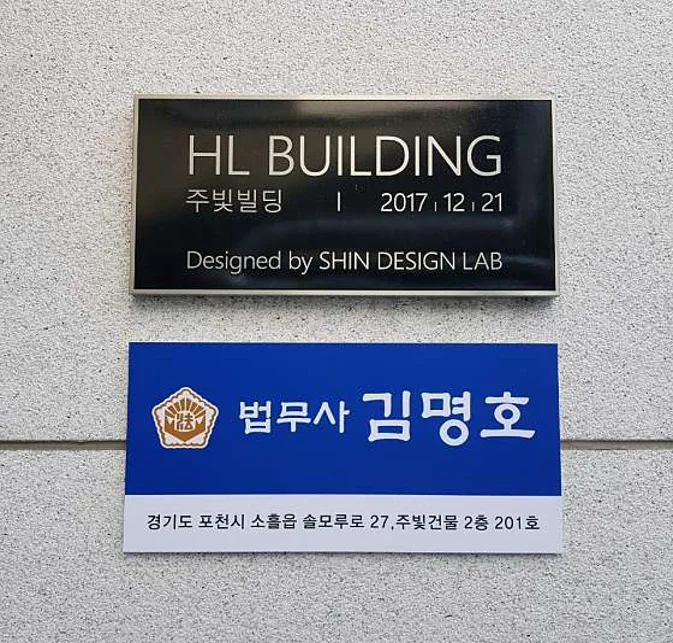 HL BUILDING
주빛빌딩 | 2017 | 12 | 21
Designed by SHIN DESIGN LAB
법무사 김명호
경기도 포천시 소흘읍 솔모루로 27,주빛건물 2층 201호